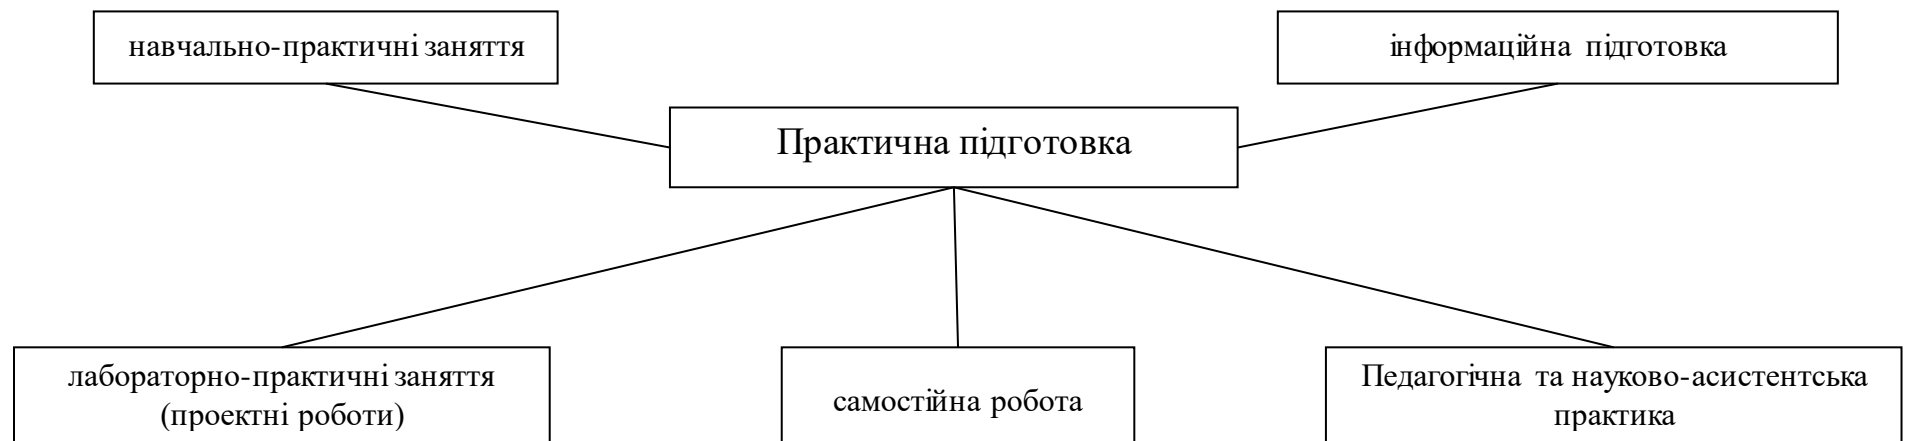 навчально-практичні заняття
інформаційна підготовка
Практична підготовка
лабораторно-практичні заняття
(проектні роботи)
самостійна робота
Педагогічна та науково-асистентська
практика